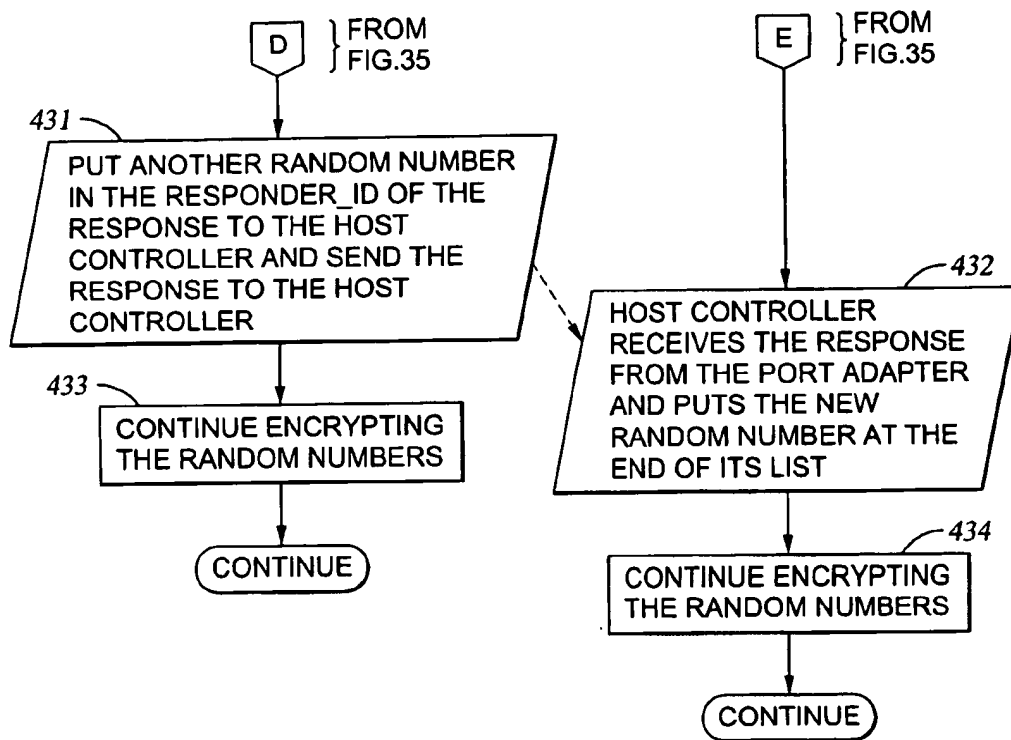 D
FROM
FIG.35
E
FROM
FIG.35
431
PUT ANOTHER RANDOM NUMBER
IN THE RESPONDER_ID OF THE
RESPONSE TO THE HOST
CONTROLLER AND SEND THE
RESPONSE TO THE HOST
CONTROLLER
432
HOST CONTROLLER
RECEIVES THE RESPONSE
FROM THE PORT ADAPTER
AND PUTS THE NEW
RANDOM NUMBER AT THE
END OF ITS LIST
433
CONTINUE ENCRYPTING
THE RANDOM NUMBERS
CONTINUE
434
CONTINUE ENCRYPTING
THE RANDOM NUMBERS
CONTINUE